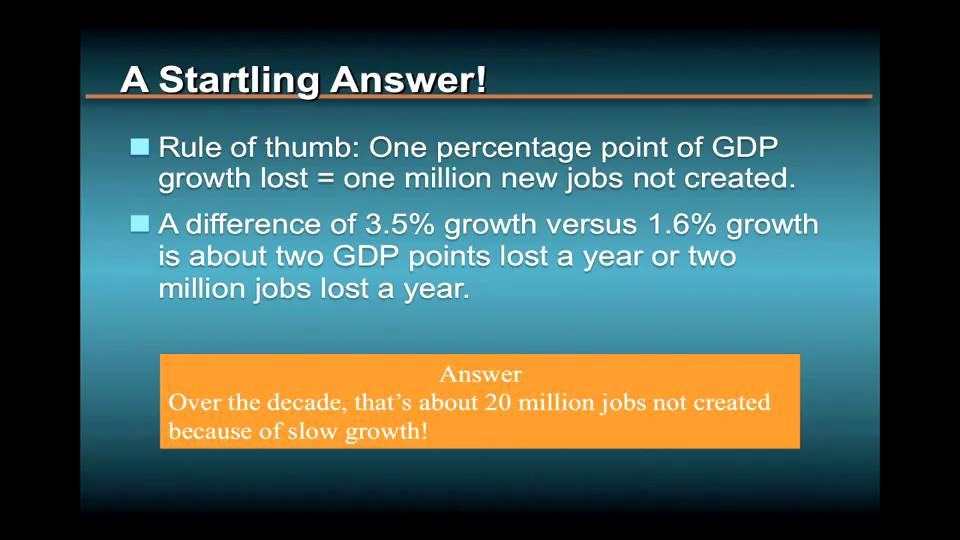 A Startling Answer!
Rule of thumb: One percentage point of GDP
growth lost = one million new jobs not created.
A difference of 3.5% growth versus 1.6% growth
is about two GDP points lost a year or two
million jobs lost a year.
Answer
Over the decade, that’s about 20 million jobs not created
because of slow growth!